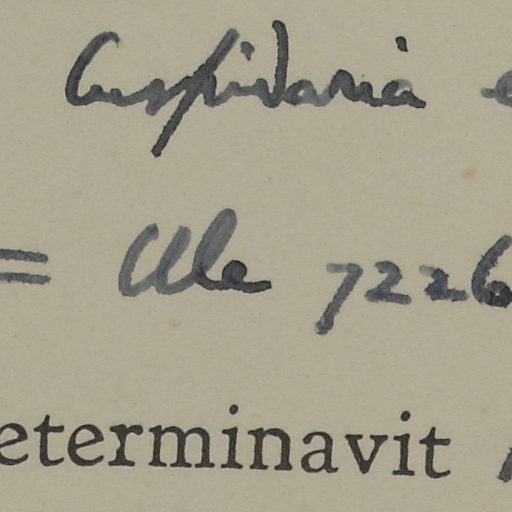 Cuspidaria
= Ule 7226
eterminavit